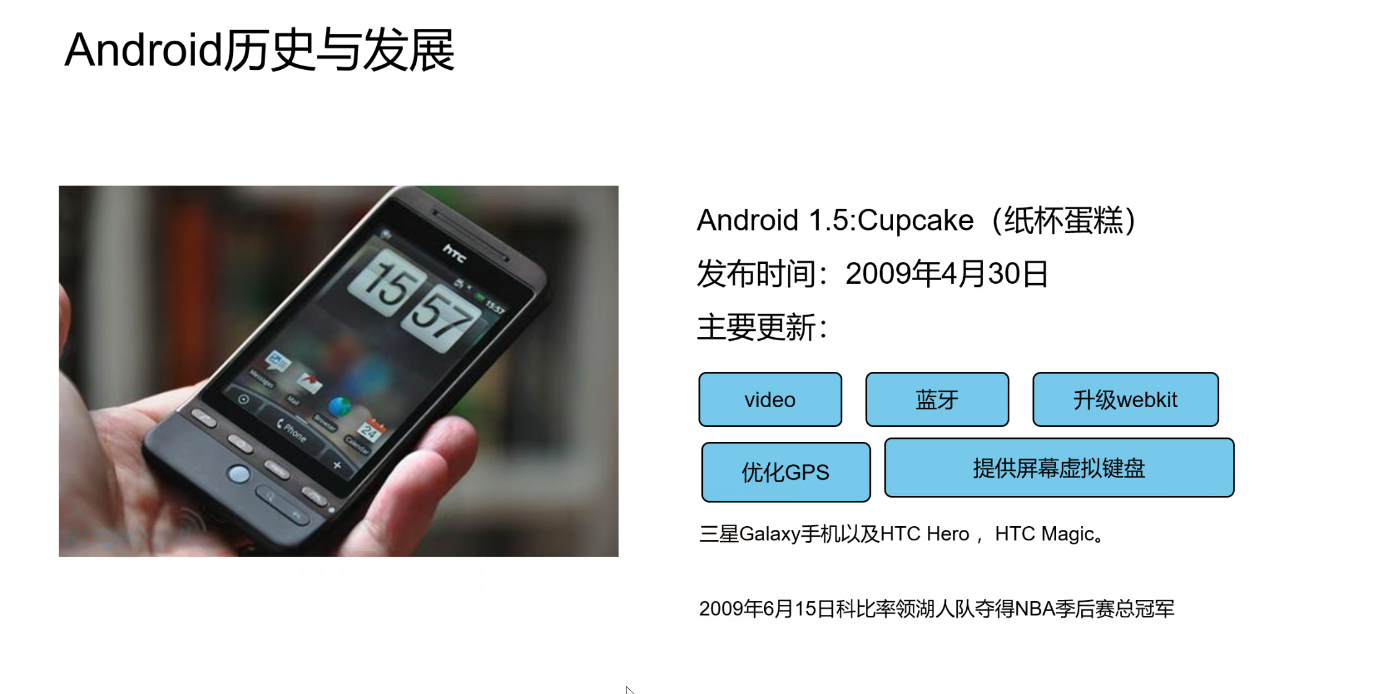 Android历史与发展
hTC
15:57
15 57
Messages
Mail
Browser
24
Calendar
Phone
+
Android 1.5:Cupcake（纸杯蛋糕）
发布时间：2009年4月30日
主要更新：
video 蓝牙 升级webkit
优化GPS 提供屏幕虚拟键盘
三星Galaxy手机以及HTC Hero ，HTC Magic。
2009年6月15日科比率领湖人队夺得NBA季后赛总冠军